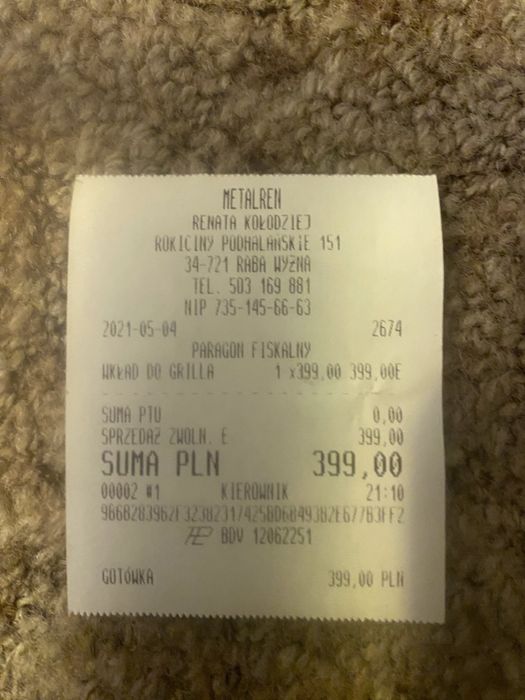 METALREN
RENATA KOŁODZIEJ
ROKICINY PODHALAŃSKIE 151
34-721 RABA WYŻNA
TEL. 503 169 881
NIP 735-145-66-63
2021-05-04 2674
PARAGON FISKALNY
WKŁAD DO GRILLA 1 x399,00 399,00E
SUMA PTU 0,00
SPRZEDAŻ ZWOLN. E 399,00
SUMA PLN 399,00
00002 #1 KIEROWNIK 21:10
BDV 12062251
GOTÓWKA 399,00 PLN